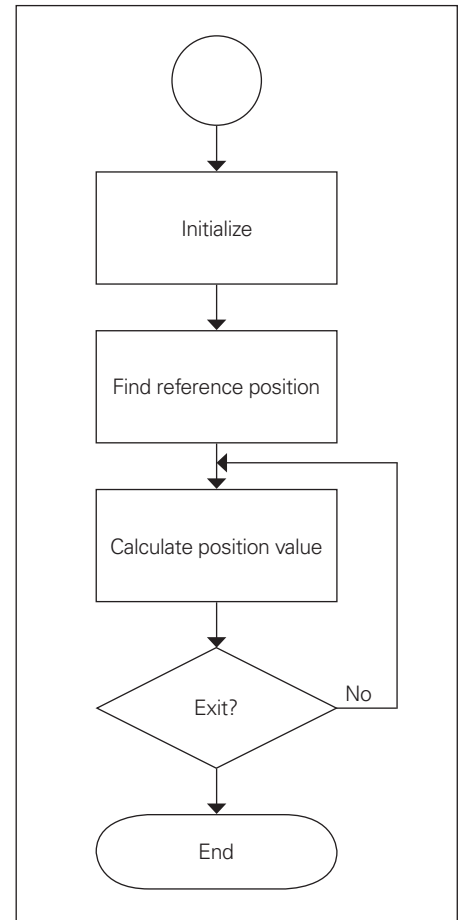 Initialize
Find reference position
Calculate position value
Exit?
No
End